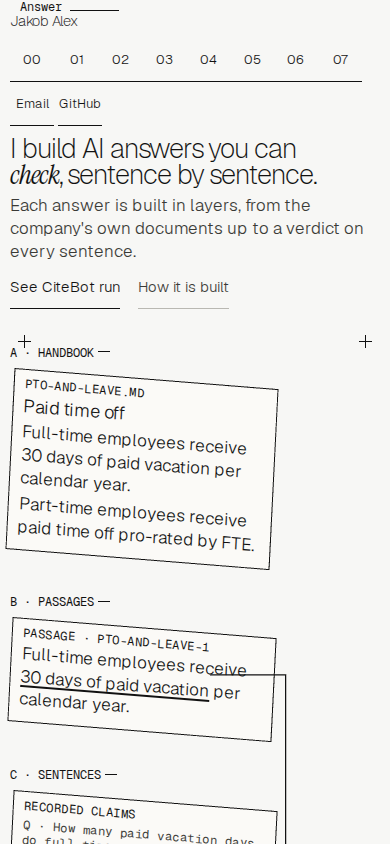 Answer
Jakob Alex
00 01 02 03 04 05 06 07
Email GitHub
I build AI answers you can
check, sentence by sentence.
Each answer is built in layers, from the
company's own documents up to a verdict on
every sentence.
See CiteBot run How it is built
A · HANDBOOK
PTO-AND-LEAVE.MD
Paid time off
Full-time employees receive
30 days of paid vacation per
calendar year.
Part-time employees receive
paid time off pro-rated by FTE.
B · PASSAGES
PASSAGE · PTO-AND-LEAVE-1
Full-time employees receive
30 days of paid vacation per
calendar year.
C · SENTENCES
RECORDED CLAIMS
Q · How many paid vacation days
do